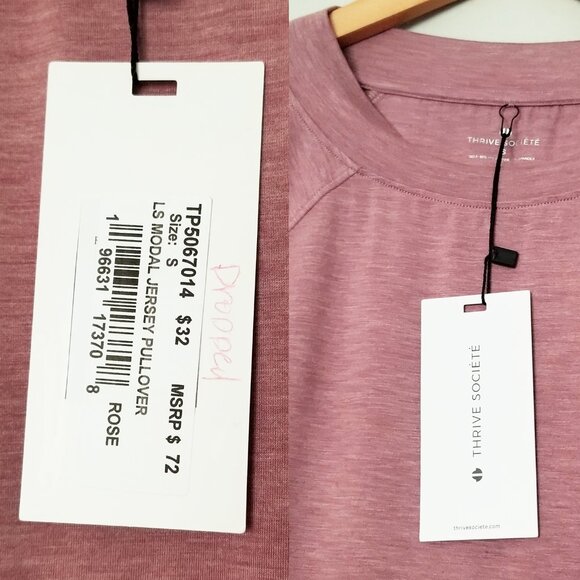 Dropped
TP5067014 $32 MSRP $ 72
Size: S
LS MODAL JERSEY PULLOVER
ROSE
1 96631 17370 8
THRIVE SOCIÉTÉ
S
THRIVE SOCIÉTÉ
thrivesociete.com